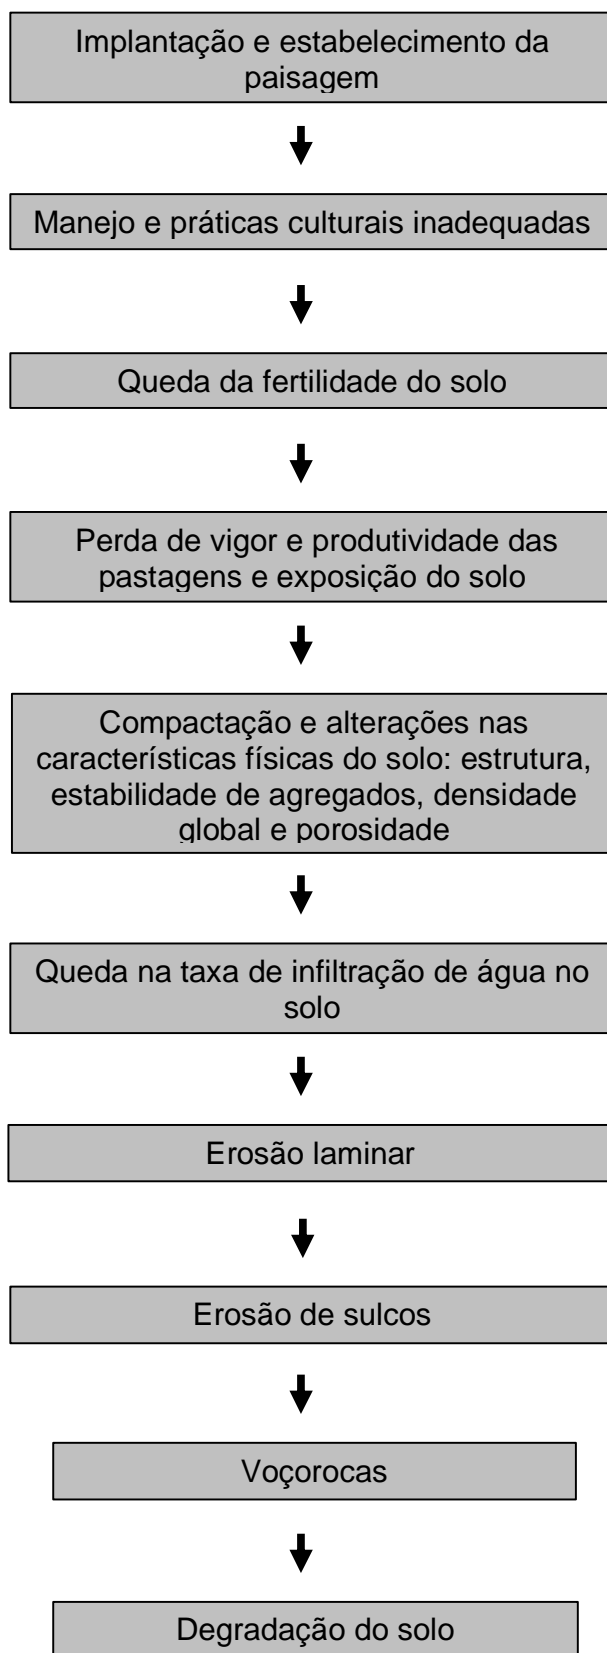 Implantação e estabelecimento da
paisagem
Manejo e práticas culturais inadequadas
Queda da fertilidade do solo
Perda de vigor e produtividade das
pastagens e exposição do solo
Compactação e alterações nas
características físicas do solo: estrutura,
estabilidade de agregados, densidade
global e porosidade
Queda na taxa de infiltração de água no
solo
Erosão laminar
Erosão de sulcos
Voçorocas
Degradação do solo